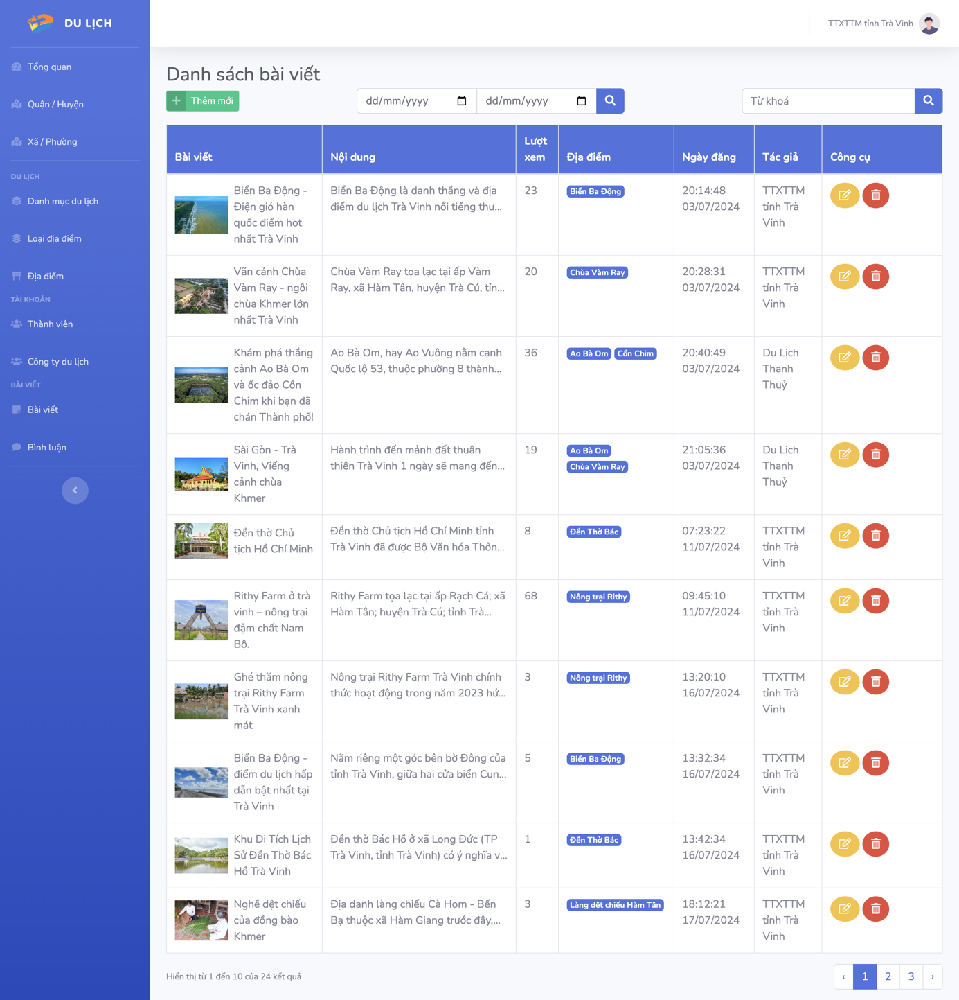 DU LỊCH
TTXTTM tỉnh Trà Vinh
Tổng quan
Quận / Huyện
Xã / Phường
DU LỊCH
Danh mục du lịch
Loại địa điểm
Địa điểm
TÀI KHOẢN
Thành viên
Công ty du lịch
BÀI VIẾT
Bài viết
Bình luận
Danh sách bài viết
Thêm mới
dd/mm/yyyy
dd/mm/yyyy
Từ khoá
Bài viết
Nội dung
Lượt
xem
Địa điểm
Ngày đăng
Tác giả
Công cụ
Biển Ba Động -
Điện gió hàn
quốc điểm hot
nhất Trà Vinh
Biển Ba Động là danh thắng và địa
điểm du lịch Trà Vinh nổi tiếng thu...
23
Biển Ba Động
20:14:48
03/07/2024
TTXTTM
tỉnh Trà
Vinh
Vãn cảnh Chùa
Vàm Ray - ngôi
chùa Khmer lớn
nhất Trà Vinh
Chùa Vàm Ray tọa lạc tại ấp Vàm
Ray, xã Hàm Tân, huyện Trà Cú, tỉn...
20
Chùa Vàm Ray
20:28:31
03/07/2024
TTXTTM
tỉnh Trà
Vinh
Khám phá thắng
cảnh Ao Bà Om
và ốc đảo Cồn
Chim khi bạn đã
chán Thành phố!
Ao Bà Om, hay Ao Vuông nằm cạnh
Quốc lộ 53, thuộc phường 8 thành...
36
Ao Bà Om Cồn Chim
20:40:49
03/07/2024
Du Lịch
Thanh
Thuỷ
Sài Gòn - Trà
Vinh, Viếng
cảnh chùa
Khmer
Hành trình đến mảnh đất thuận
thiên Trà Vinh 1 ngày sẽ mang đến...
19
Ao Bà Om
Chùa Vàm Ray
21:05:36
03/07/2024
Du Lịch
Thanh
Thuỷ
Đền thờ Chủ
tịch Hồ Chí Minh
Đền thờ Chủ tịch Hồ Chí Minh tỉnh
Trà Vinh đã được Bộ Văn hóa Thôn...
8
Đền Thờ Bác
07:23:22
11/07/2024
TTXTTM
tỉnh Trà
Vinh
Rithy Farm ở trà
vinh – nông trại
đậm chất Nam
Bộ.
Rithy Farm tọa lạc tại ấp Rạch Cá; xã
Hàm Tân; huyện Trà Cú; tỉnh Trà...
68
Nông trại Rithy
09:45:10
11/07/2024
TTXTTM
tỉnh Trà
Vinh
Ghé thăm nông
trại Rithy Farm
Trà Vinh xanh
mát
Nông trại Rithy Farm Trà Vinh chính
thức hoạt động trong năm 2023 hứ...
3
Nông trại Rithy
13:20:10
16/07/2024
TTXTTM
tỉnh Trà
Vinh
Biển Ba Động -
điểm du lịch hấp
dẫn bật nhất tại
Trà Vinh
Nằm riêng một góc bên bờ Đông của
tỉnh Trà Vinh, giữa hai cửa biển Cun...
5
Biển Ba Động
13:32:34
16/07/2024
TTXTTM
tỉnh Trà
Vinh
Khu Di Tích Lịch
Sử Đền Thờ Bác
Hồ Trà Vinh
Đền thờ Bác Hồ ở xã Long Đức (TP
Trà Vinh, tỉnh Trà Vinh) có ý nghĩa v...
1
Đền Thờ Bác
13:42:34
16/07/2024
TTXTTM
tỉnh Trà
Vinh
Nghề dệt chiếu
của đồng bào
Khmer
Địa danh làng chiếu Cà Hom - Bến
Bạ thuộc xã Hàm Giang trước đây,...
3
Làng dệt chiếu Hàm Tân
18:12:21
17/07/2024
TTXTTM
tỉnh Trà
Vinh
Hiển thị từ 1 đến 10 của 24 kết quả
‹ 1 2 3 ›